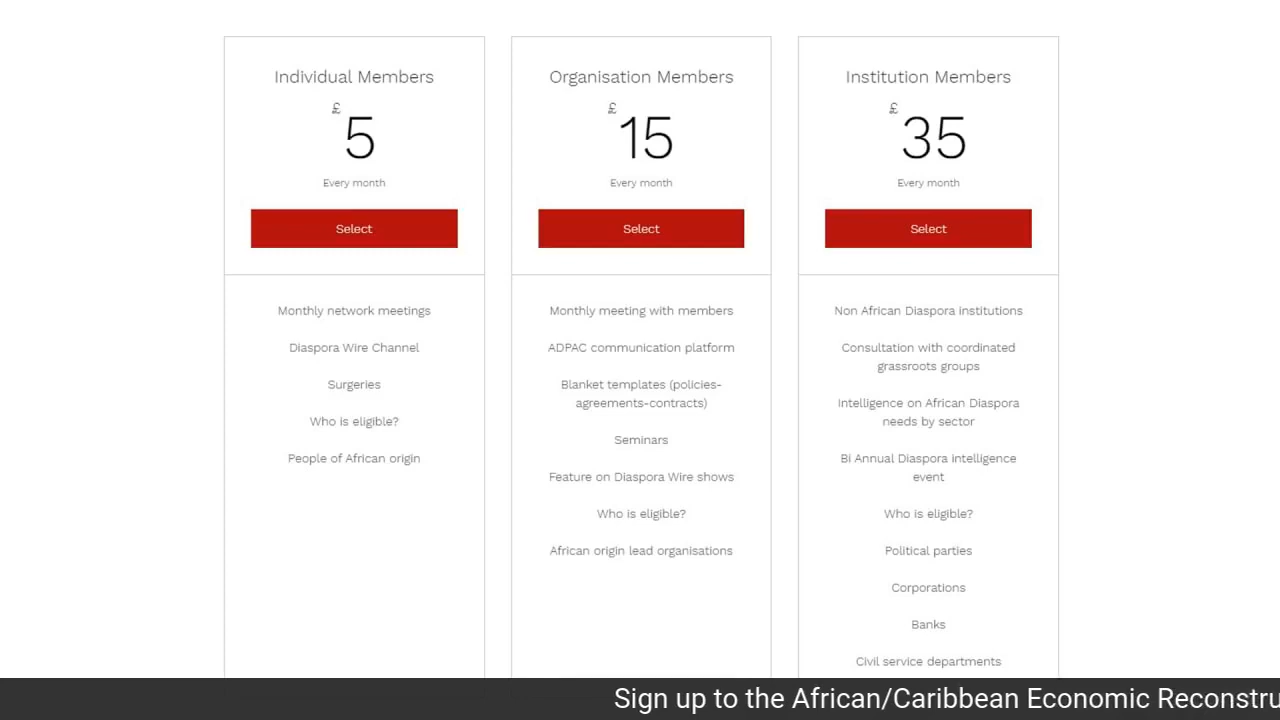 Individual Members
£
5
Every month
Select
Monthly network meetings
Diaspora Wire Channel
Surgeries
Who is eligible?
People of African origin
Organisation Members
£
15
Every month
Select
Monthly meeting with members
ADPAC communication platform
Blanket templates (policies-
agreements-contracts)
Seminars
Feature on Diaspora Wire shows
Who is eligible?
African origin lead organisations
Institution Members
£
35
Every month
Select
Non African Diaspora institutions
Consultation with coordinated
grassroots groups
Intelligence on African Diaspora
needs by sector
Bi Annual Diaspora intelligence
event
Who is eligible?
Political parties
Corporations
Banks
Civil service departments
Sign up to the African/Caribbean Economic Reconstru